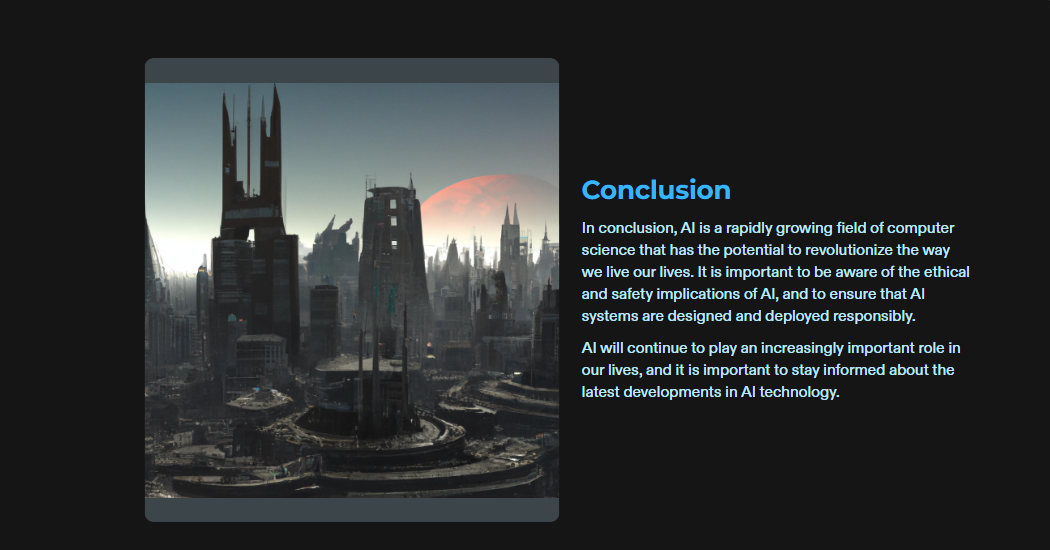 Conclusion
In conclusion, AI is a rapidly growing field of computer
science that has the potential to revolutionize the way
we live our lives. It is important to be aware of the ethical
and safety implications of AI, and to ensure that AI
systems are designed and deployed responsibly.
AI will continue to play an increasingly important role in
our lives, and it is important to stay informed about the
latest developments in AI technology.